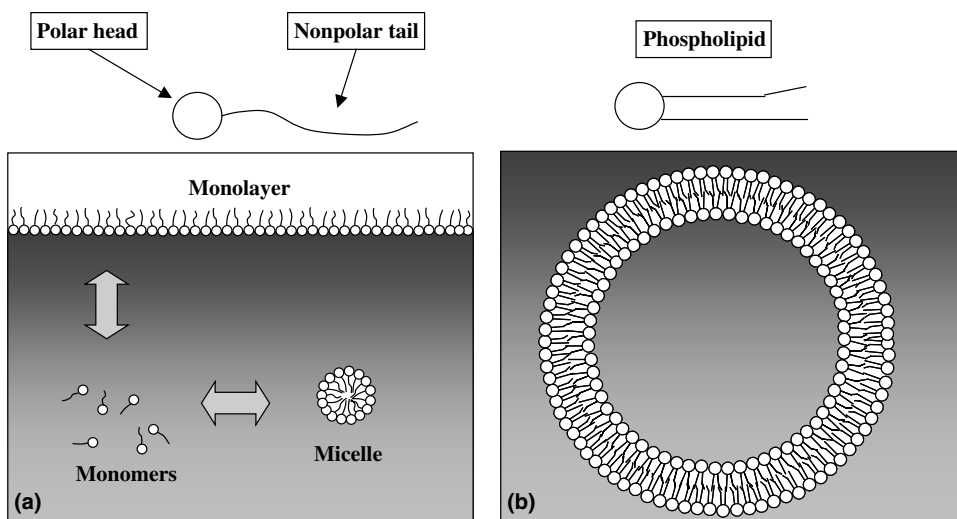 Polar head
Nonpolar tail
Phospholipid
Monolayer
Monomers
Micelle
(a)
(b)